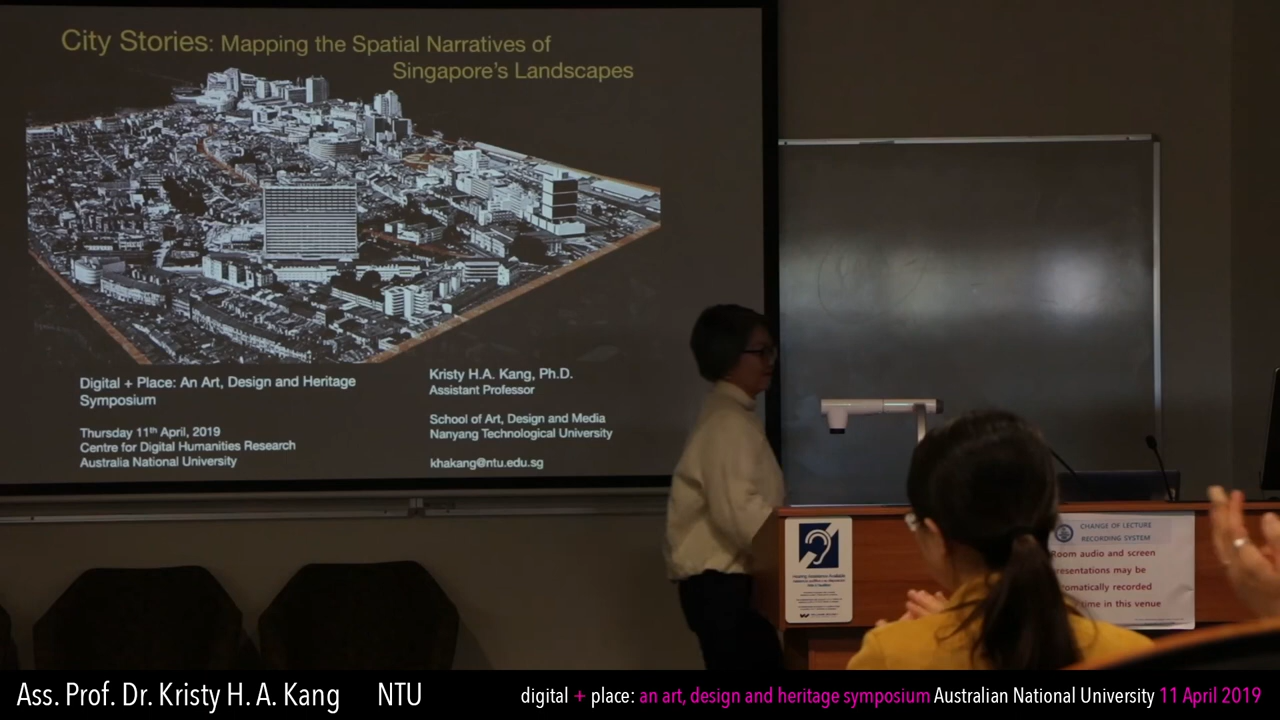 City Stories: Mapping the Spatial Narratives of
Singapore's Landscapes
Digital + Place: An Art, Design and Heritage
Symposium
Thursday 11th April, 2019
Centre for Digital Humanities Research
Australia National University
Kristy H.A. Kang, Ph.D.
Assistant Professor
School of Art, Design and Media
Nanyang Technological University
khakang@ntu.edu.sg
CHANGE OF LECTURE
RECORDING SYSTEM
Room audio and screen
resentations may be
omatically recorded
time in this venue
Ass. Prof. Dr. Kristy H. A. Kang NTU
digital + place: an art, design and heritage symposium Australian National University 11 April 2019